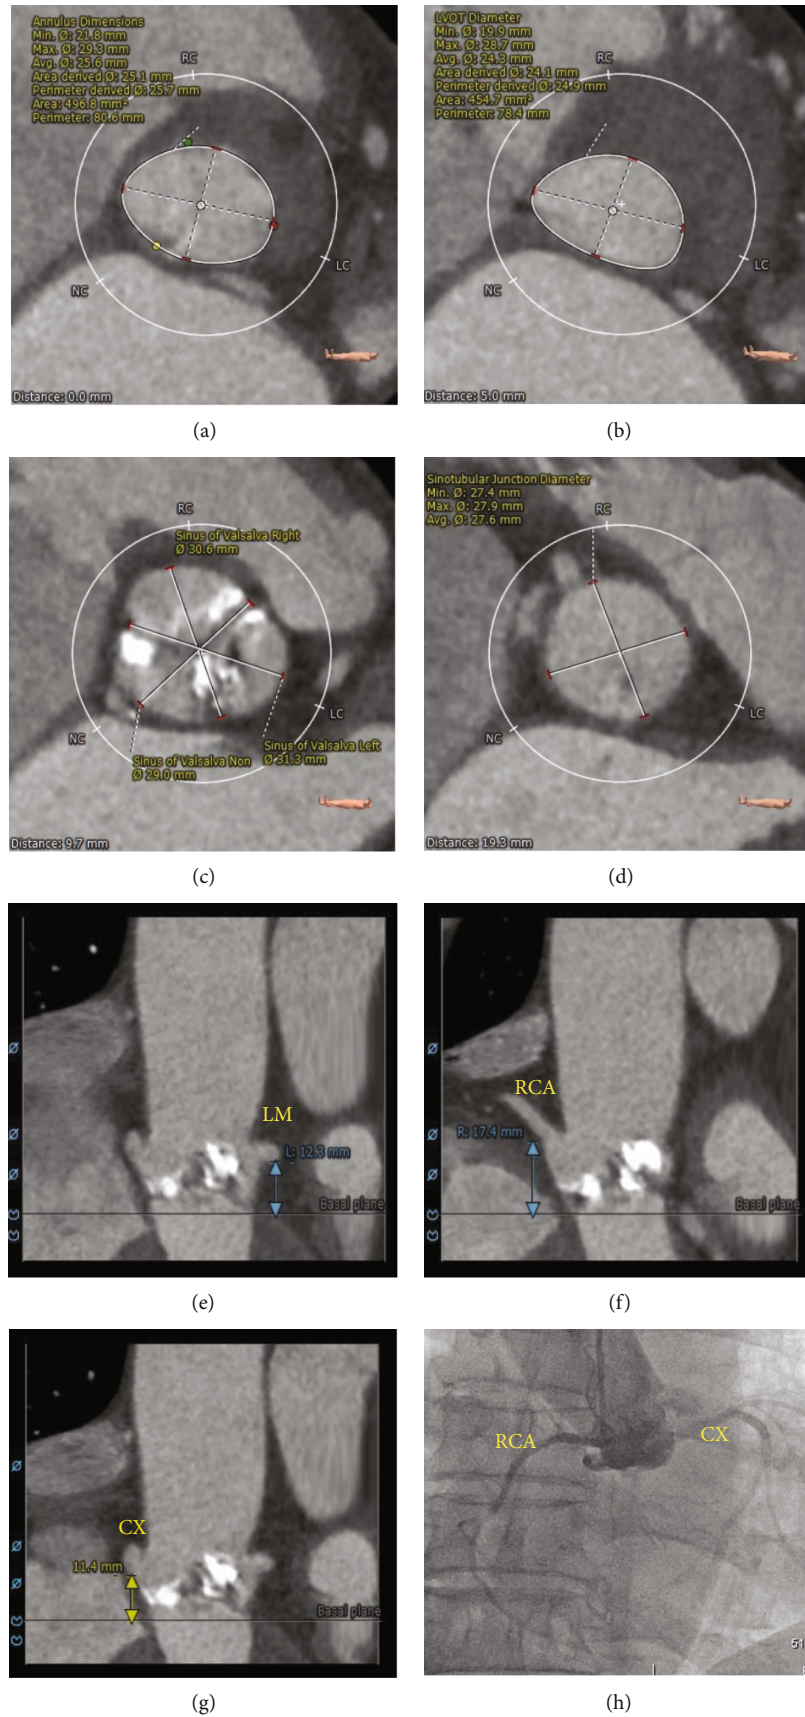 Annulus Dimensions
Min. Ø: 21.8 mm
Max. Ø: 29.3 mm
Avg. Ø: 25.6 mm
Area derived Ø: 25.1 mm
Perimeter derived Ø: 25.7 mm
Area: 496.8 mm²
Perimeter: 80.6 mm
RC
LC
NC
Distance: 0.0 mm
(a)
LVOT Diameter
Min. Ø: 19.9 mm
Max. Ø: 28.7 mm
Avg. Ø: 24.3 mm
Area derived Ø: 24.1 mm
Perimeter derived Ø: 24.9 mm
Area: 454.7 mm²
Perimeter: 78.4 mm
RC
LC
NC
Distance: 5.0 mm
(b)
RC
Sinus of Valsalva Right
Ø 30.6 mm
LC
NC
Sinus of Valsalva Left
Ø 31.3 mm
Sinus of Valsalva Non
Ø 29.0 mm
Distance: 9.7 mm
(c)
Sinotubular Junction Diameter
Min. Ø: 27.4 mm
Max. Ø: 27.9 mm
Avg. Ø: 27.6 mm
RC
LC
NC
Distance: 19.3 mm
(d)
LM
L: 12.3 mm
Basal plane
Ø
Ø
Ø
(e)
RCA
R: 17.4 mm
Basal plane
Ø
Ø
Ø
(f)
CX
11.4 mm
Basal plane
Ø
Ø
Ø
(g)
RCA
CX
51
(h)